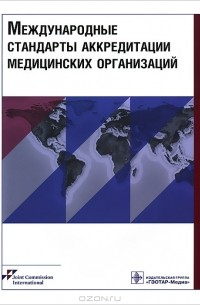 Международные
стандарты аккредитации
медицинских организаций
Joint Commission
International
ИЗДАТЕЛЬСКАЯ ГРУППА
«ГЭОТАР-Медиа»
ozon.ru